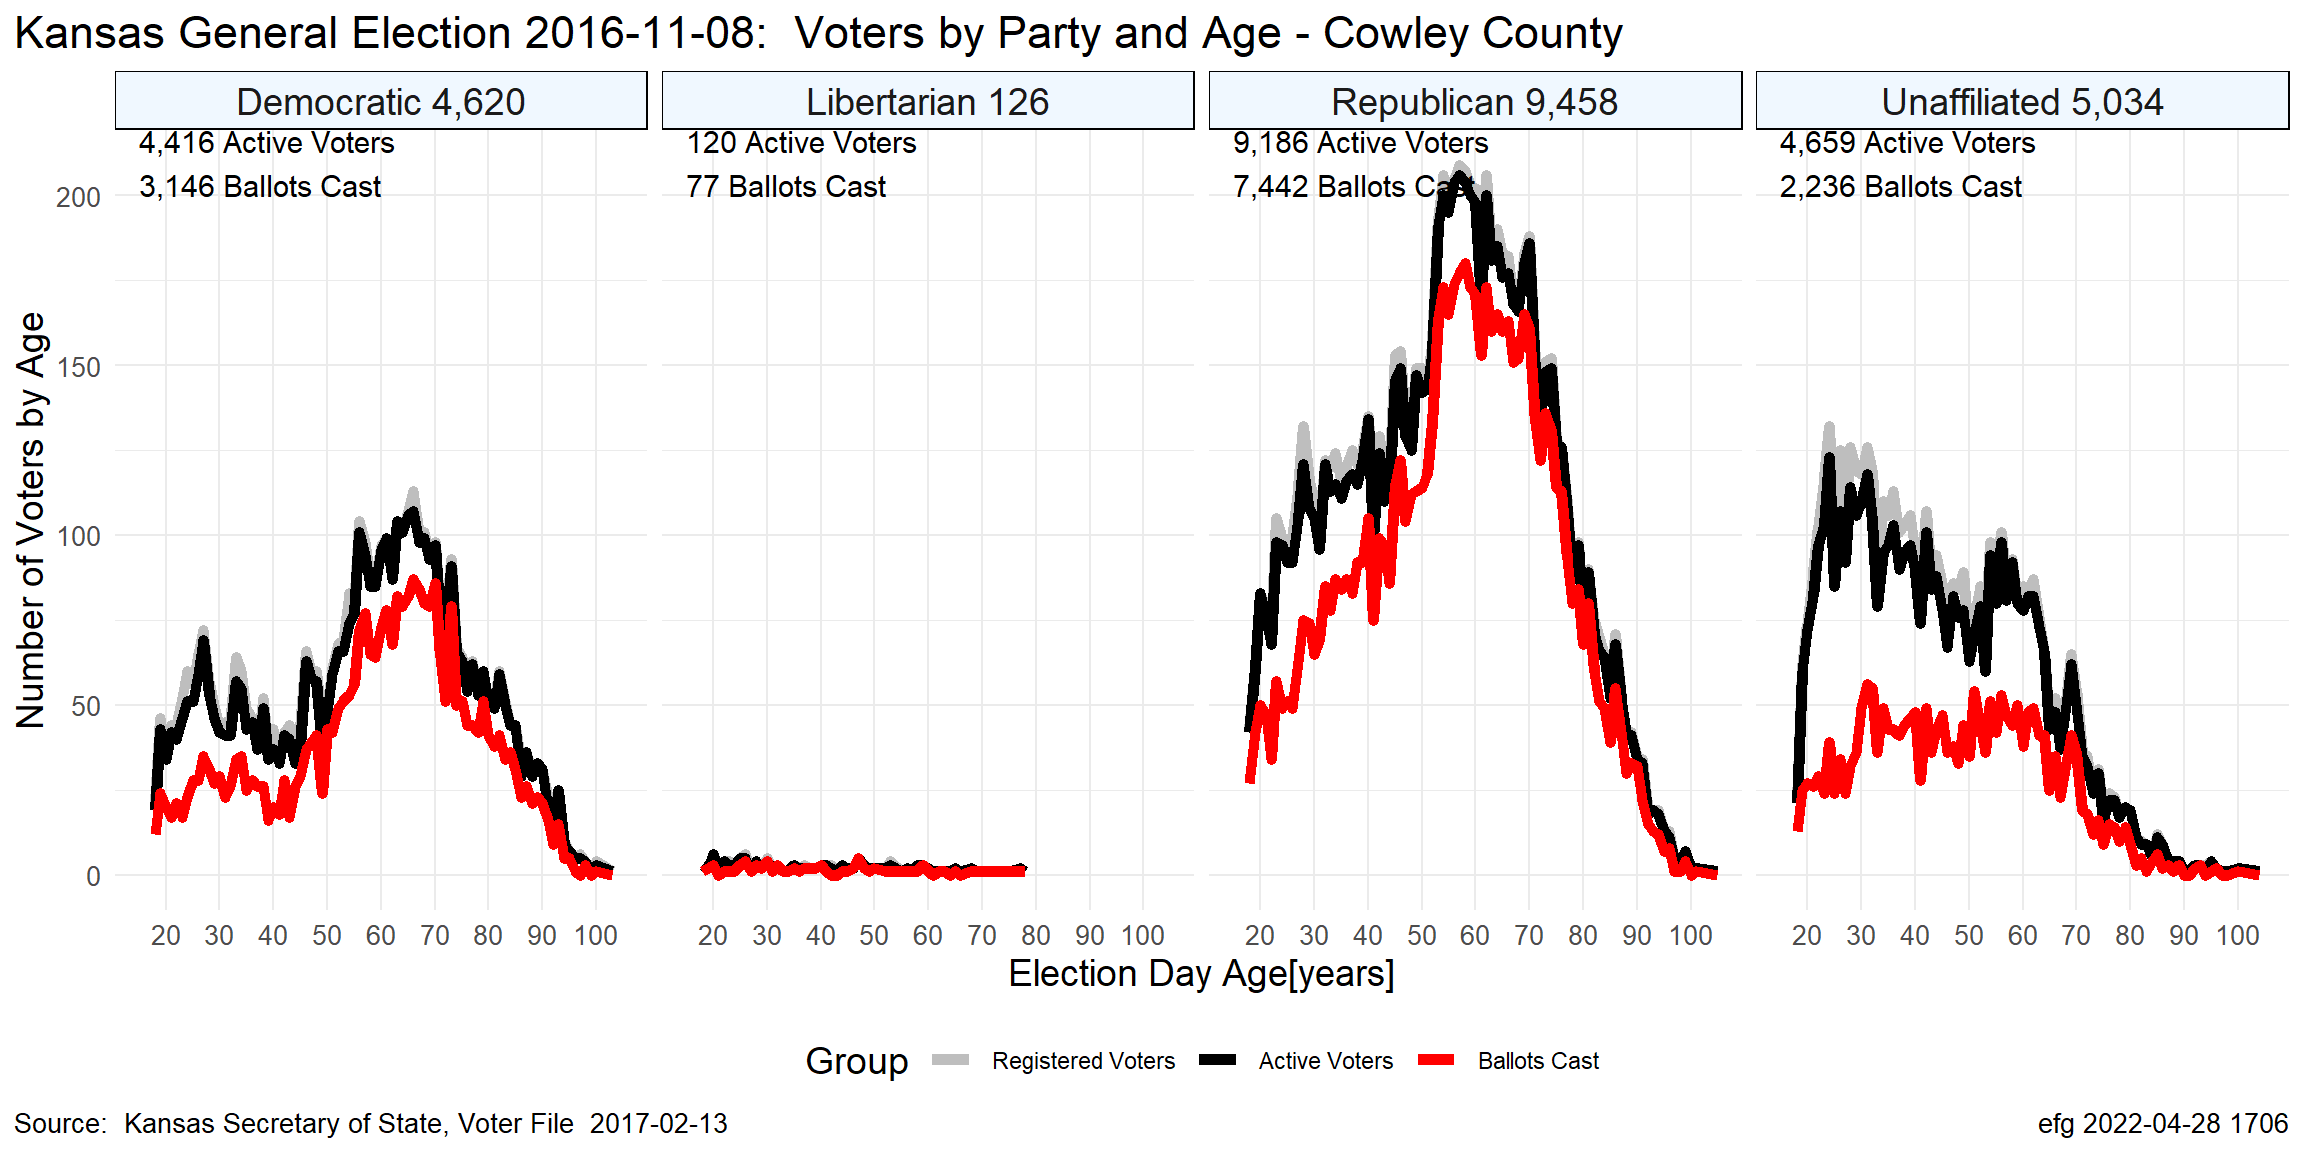 Kansas General Election 2016-11-08:  Voters by Party and Age - Cowley County
Democratic 4,620
Libertarian 126
Republican 9,458
Unaffiliated 5,034
4,416 Active Voters
3,146 Ballots Cast
120 Active Voters
77 Ballots Cast
9,186 Active Voters
7,442 Ballots Cast
4,659 Active Voters
2,236 Ballots Cast
Number of Voters by Age
200
150
100
50
0
20 30 40 50 60 70 80 90 100
20 30 40 50 60 70 80 90 100
20 30 40 50 60 70 80 90 100
20 30 40 50 60 70 80 90 100
Election Day Age[years]
Group Registered Voters Active Voters Ballots Cast
Source:  Kansas Secretary of State, Voter File  2017-02-13
efg 2022-04-28 1706